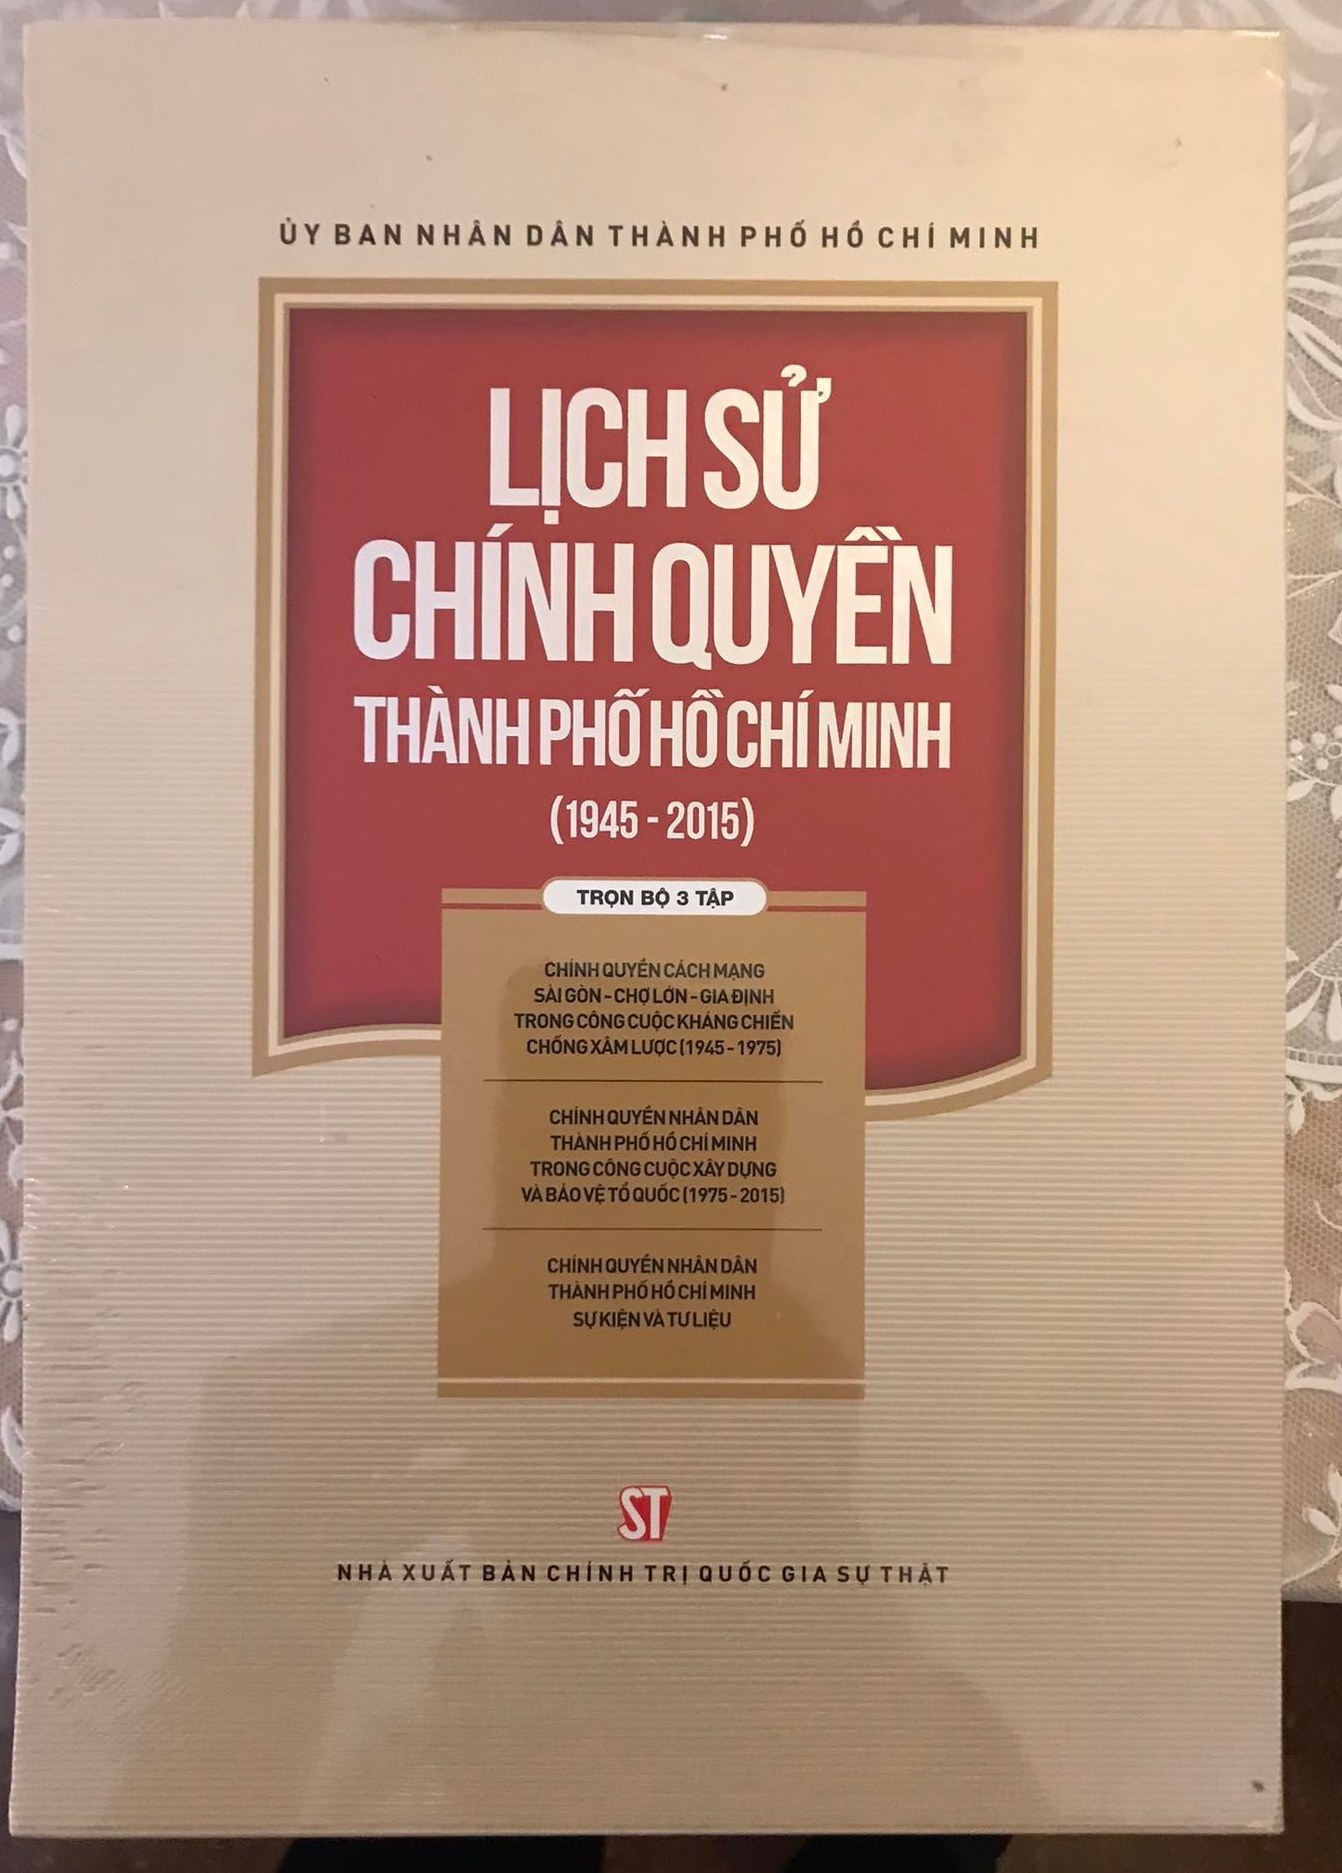 ỦY BAN NHÂN DÂN THÀNH PHỐ HỒ CHÍ MINH
LỊCH SỬ
CHÍNH QUYỀN
THÀNH PHỐ HỒ CHÍ MINH
(1945 - 2015)
TRỌN BỘ 3 TẬP
CHÍNH QUYỀN CÁCH MẠNG
SÀI GÒN - CHỢ LỚN - GIA ĐỊNH
TRONG CÔNG CUỘC KHÁNG CHIẾN
CHỐNG XÂM LƯỢC (1945 - 1975)
CHÍNH QUYỀN NHÂN DÂN
THÀNH PHỐ HỒ CHÍ MINH
TRONG CÔNG CUỘC XÂY DỰNG
VÀ BẢO VỆ TỔ QUỐC (1975 - 2015)
CHÍNH QUYỀN NHÂN DÂN
THÀNH PHỐ HỒ CHÍ MINH
SỰ KIỆN VÀ TƯ LIỆU
ST
NHÀ XUẤT BẢN CHÍNH TRỊ QUỐC GIA SỰ THẬT